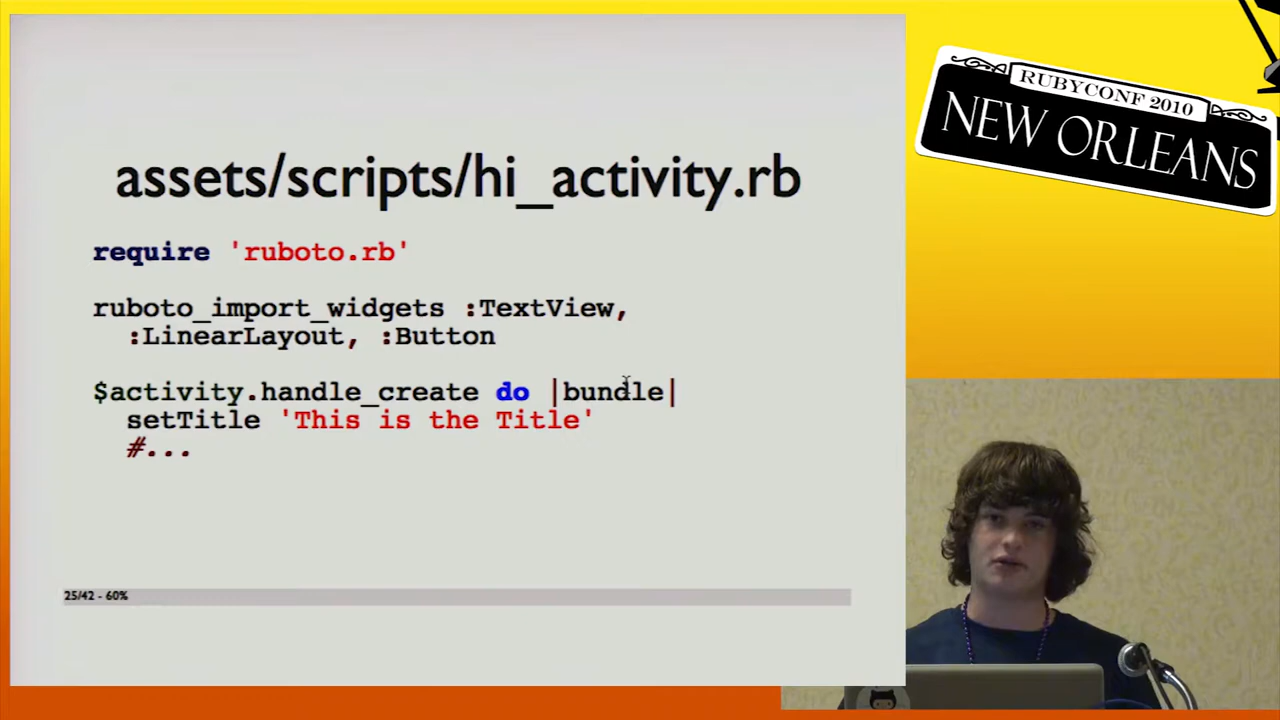 assets/scripts/hi_activity.rb
require 'ruboto.rb'
ruboto_import_widgets :TextView,
:LinearLayout, :Button
$activity.handle_create do |bundle|
setTitle 'This is the Title'
#...
25/42 - 60%
RUBYCONF 2010
NEW ORLEANS